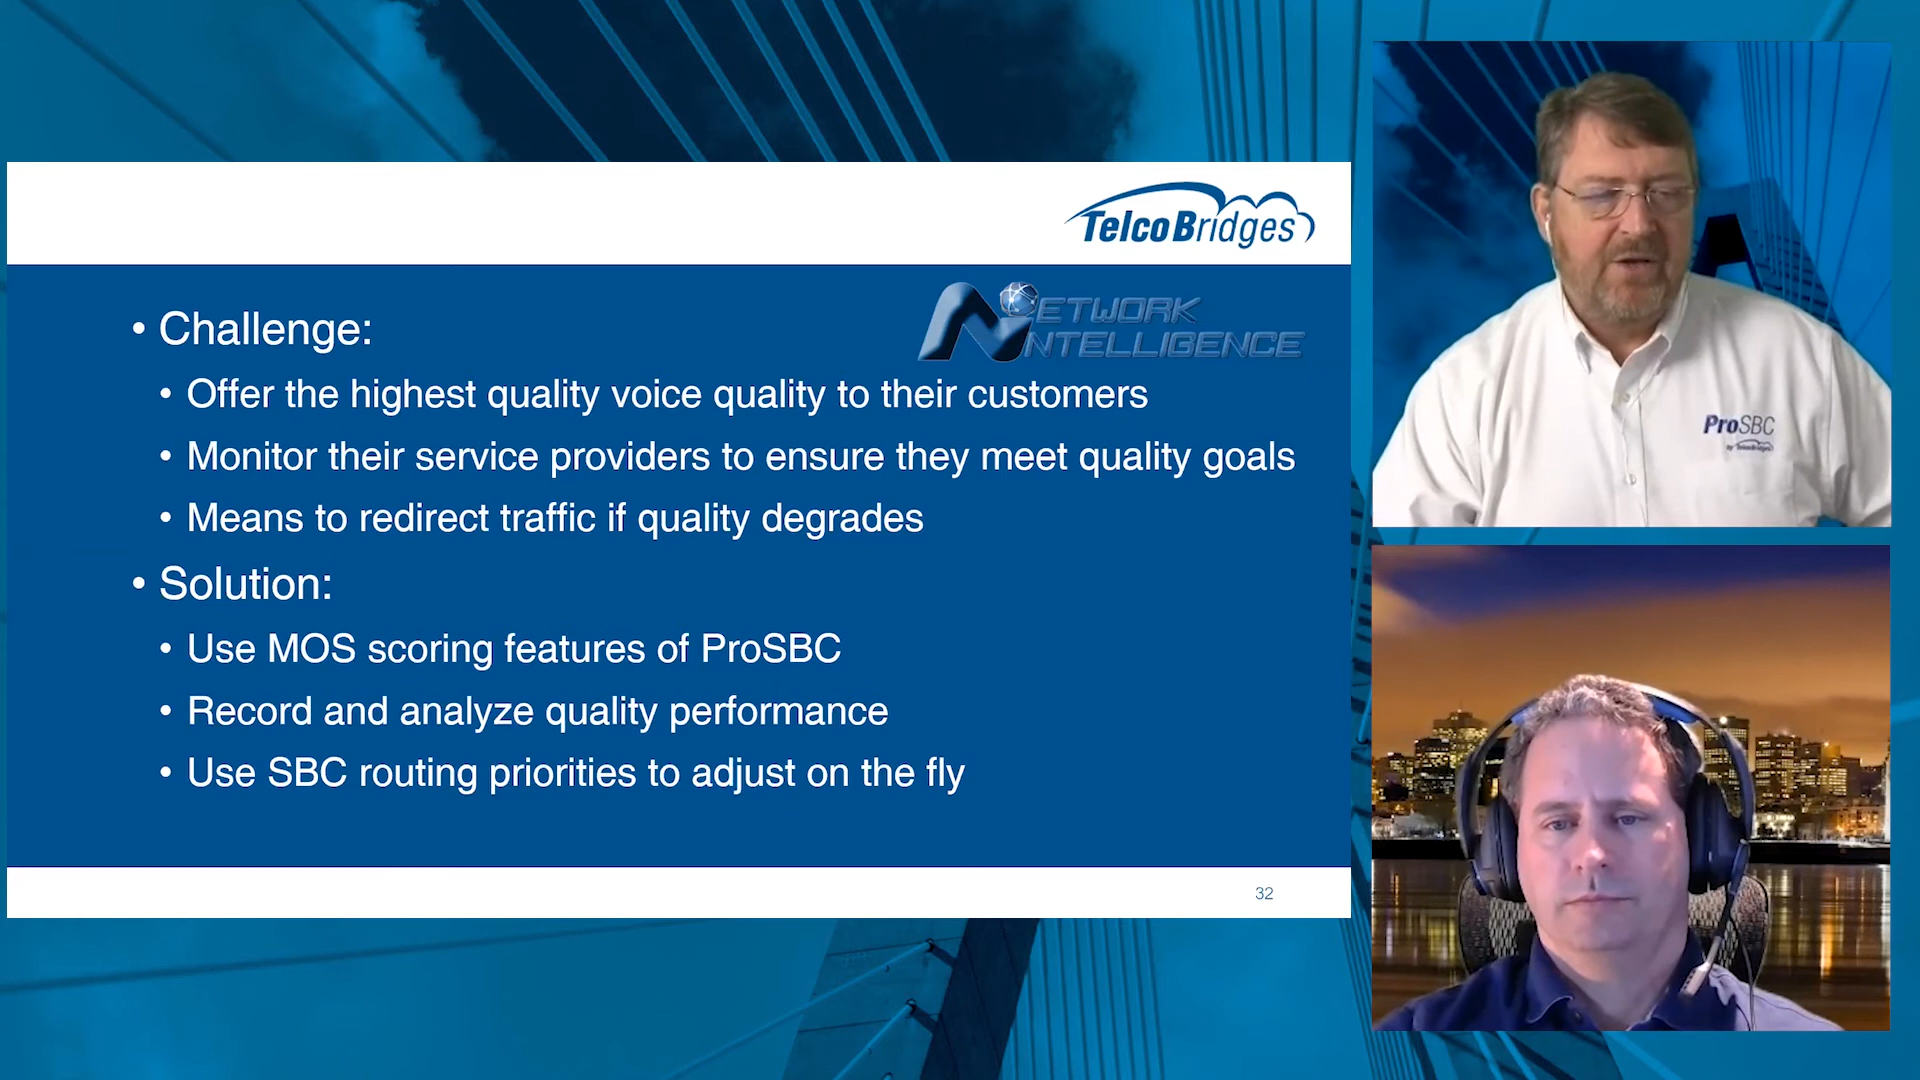 TelcoBridges
NETWORK
INTELLIGENCE
• Challenge:
• Offer the highest quality voice quality to their customers
• Monitor their service providers to ensure they meet quality goals
• Means to redirect traffic if quality degrades
• Solution:
• Use MOS scoring features of ProSBC
• Record and analyze quality performance
• Use SBC routing priorities to adjust on the fly
32
ProSBC
by TelcoBridges